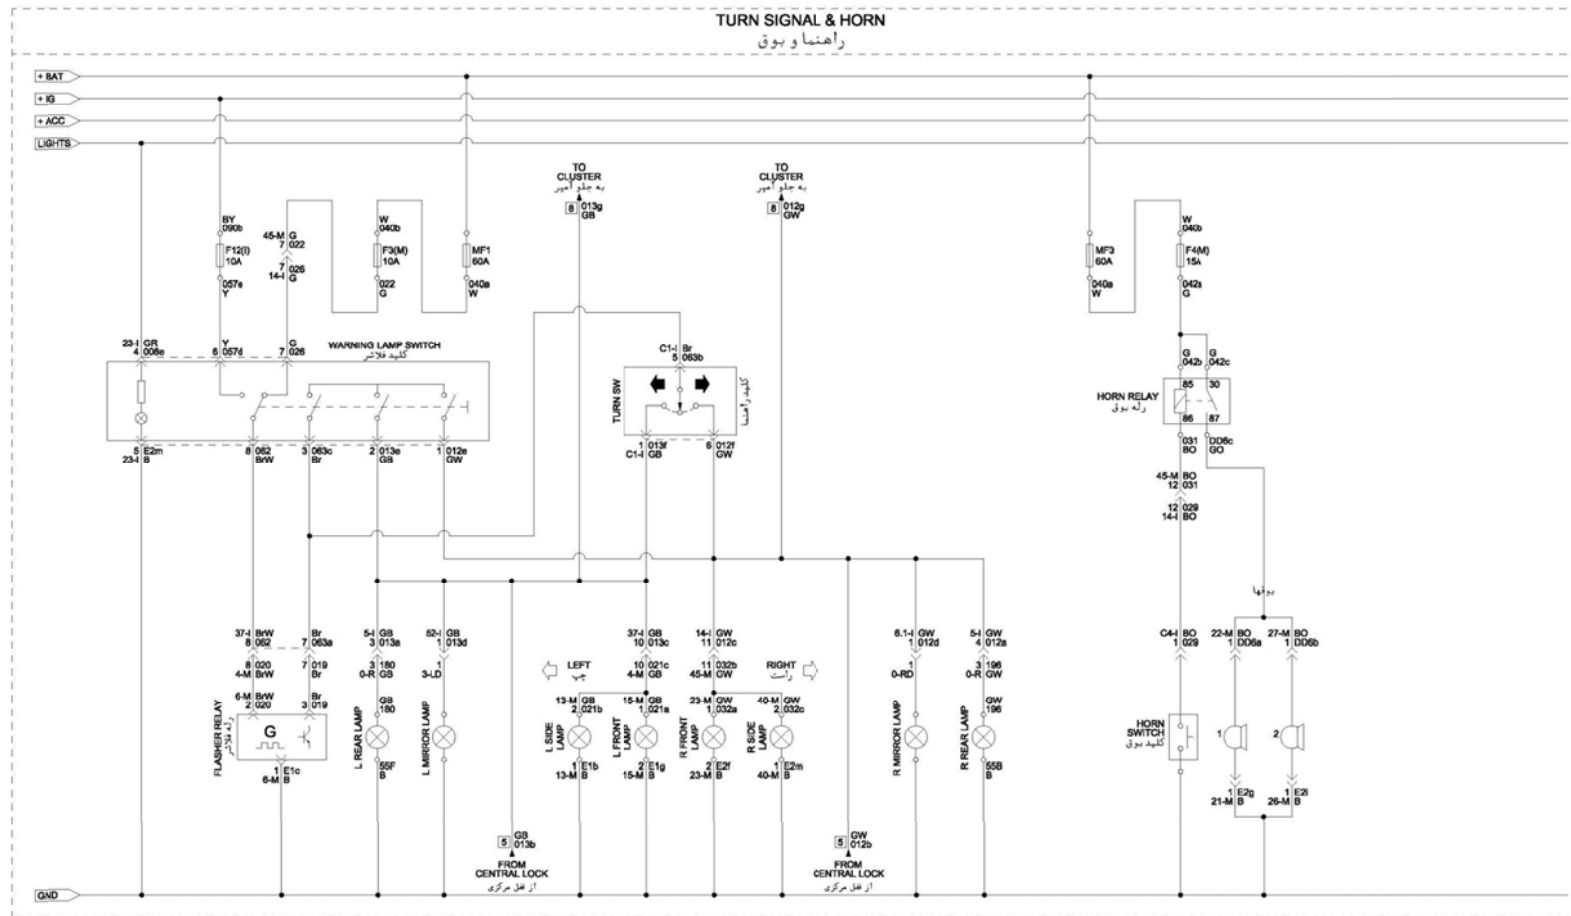 TURN SIGNAL & HORN
راهنما و بوق
+ BAT
+ IG
+ ACC
LIGHTS
TO
CLUSTER
به جلو آمپر
8 013g
GB
TO
CLUSTER
به جلو آمپر
8 012g
GW
BY
090b
F12(I)
10A
057e
Y
45-M G
7 022
7 026
14-I G
W
040b
F3(M)
10A
022
G
MF1
60A
040a
W
MF3
60A
040a
W
W
040b
F4(M)
15A
042s
G
23-I GR
4 008e
Y
6 057d
G
7 026
WARNING LAMP SWITCH
کلید فلاشر
5 E2m
23-I B
8 062
BrW
3 063c
Br
2 013e
GB
1 012e
GW
C1-I Br
5 063b
TURN SW
کلید راهنما
1 013f
C1-I GB
6 012f
GW
G
042b
G
042c
85 30
86 87
HORN RELAY
رله بوق
031
BO
DD6c
GO
45-M BO
12 031
12 029
14-I BO
بوقها
37-I BrW
8 062
Br
7 063a
8 020
4-M BrW
7 019
Br
6-M BrW
2 020
Br
3 019
G
FLASHER RELAY
رله فلاشر
1 E1c
6-M B
5-I GB
3 013a
3 180
0-R GB
GB
180
L REAR LAMP
55F
B
52-I GB
1 013d
1
3-LD
L MIRROR LAMP
LEFT
چپ
37-I GB
10 013c
10 021c
4-M GB
13-M GB
2 021b
L SIDE
LAMP
1 E1b
13-M B
15-M GB
1 021a
L FRONT
LAMP
2 E1g
15-M B
14-I GW
11 012c
11 032b
45-M GW
RIGHT
راست
23-M GW
1 032a
R FRONT
LAMP
2 E2f
23-M B
40-M GW
2 032c
R SIDE
LAMP
1 E2m
40-M B
6.1-I GW
1 012d
1
0-RD
R MIRROR LAMP
5-I GW
4 012a
3 196
0-R GW
GW
196
R REAR LAMP
55B
B
C4-I BO
1 029
HORN
SWITCH
کلید بوق
22-M BO
1 DD6a
27-M BO
1 DD6b
1
2
1 E2g
21-M B
1 E2i
26-M B
5 GB
013b
FROM
CENTRAL LOCK
از قفل مرکزی
5 GW
012b
FROM
CENTRAL LOCK
از قفل مرکزی
GND